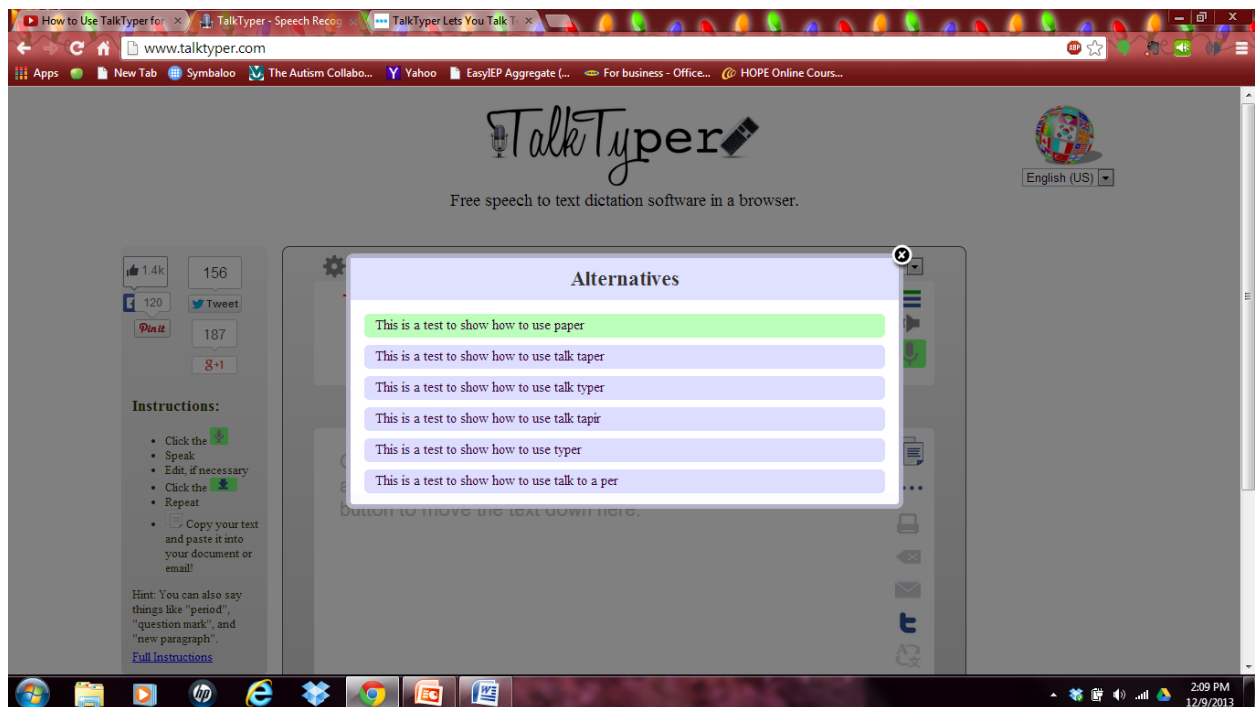 How to Use TalkTyper for
TalkTyper - Speech Recog
TalkTyper Lets You Talk T
www.talktyper.com
ABP
Apps
New Tab
Symbaloo
The Autism Collabo...
Yahoo
EasyIEP Aggregate (...
For business - Office...
HOPE Online Cours...
TalkTyper
Free speech to text dictation software in a browser.
English (US)
1.4k
156
120
Tweet
Pin it
187
g+1
Instructions:
• Click the
• Speak
• Edit, if necessary
• Click the
• Repeat
• Copy your text
and paste it into
your document or
email!
Hint: You can also say
things like "period",
"question mark", and
"new paragraph".
Full Instructions
Alternatives
This is a test to show how to use paper
This is a test to show how to use talk taper
This is a test to show how to use talk typer
This is a test to show how to use talk tapir
This is a test to show how to use typer
This is a test to show how to use talk to a per
button to move the text down here.
hp
2:09 PM
12/9/2013